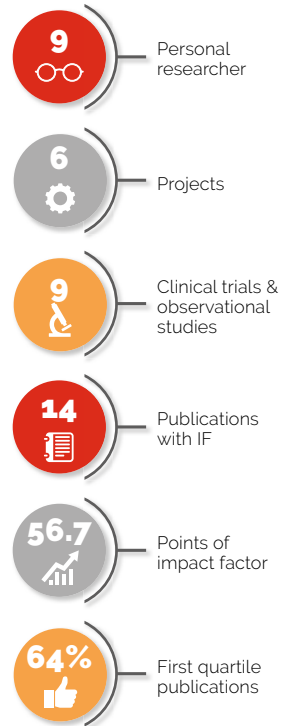 9
Personal
researcher
6
Projects
9
Clinical trials &
observational
studies
14
Publications
with IF
56.7
Points of
impact factor
64%
First quartile
publications